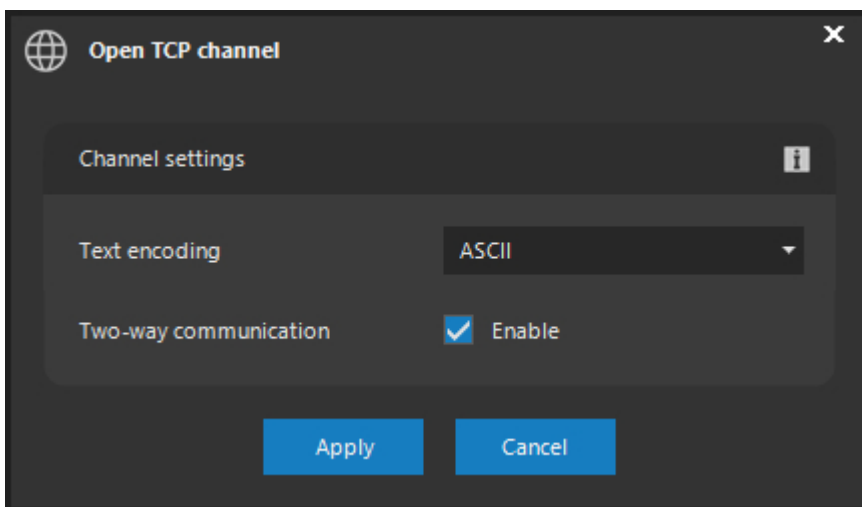 Open TCP channel
Channel settings
Text encoding ASCII
Two-way communication Enable
Apply Cancel